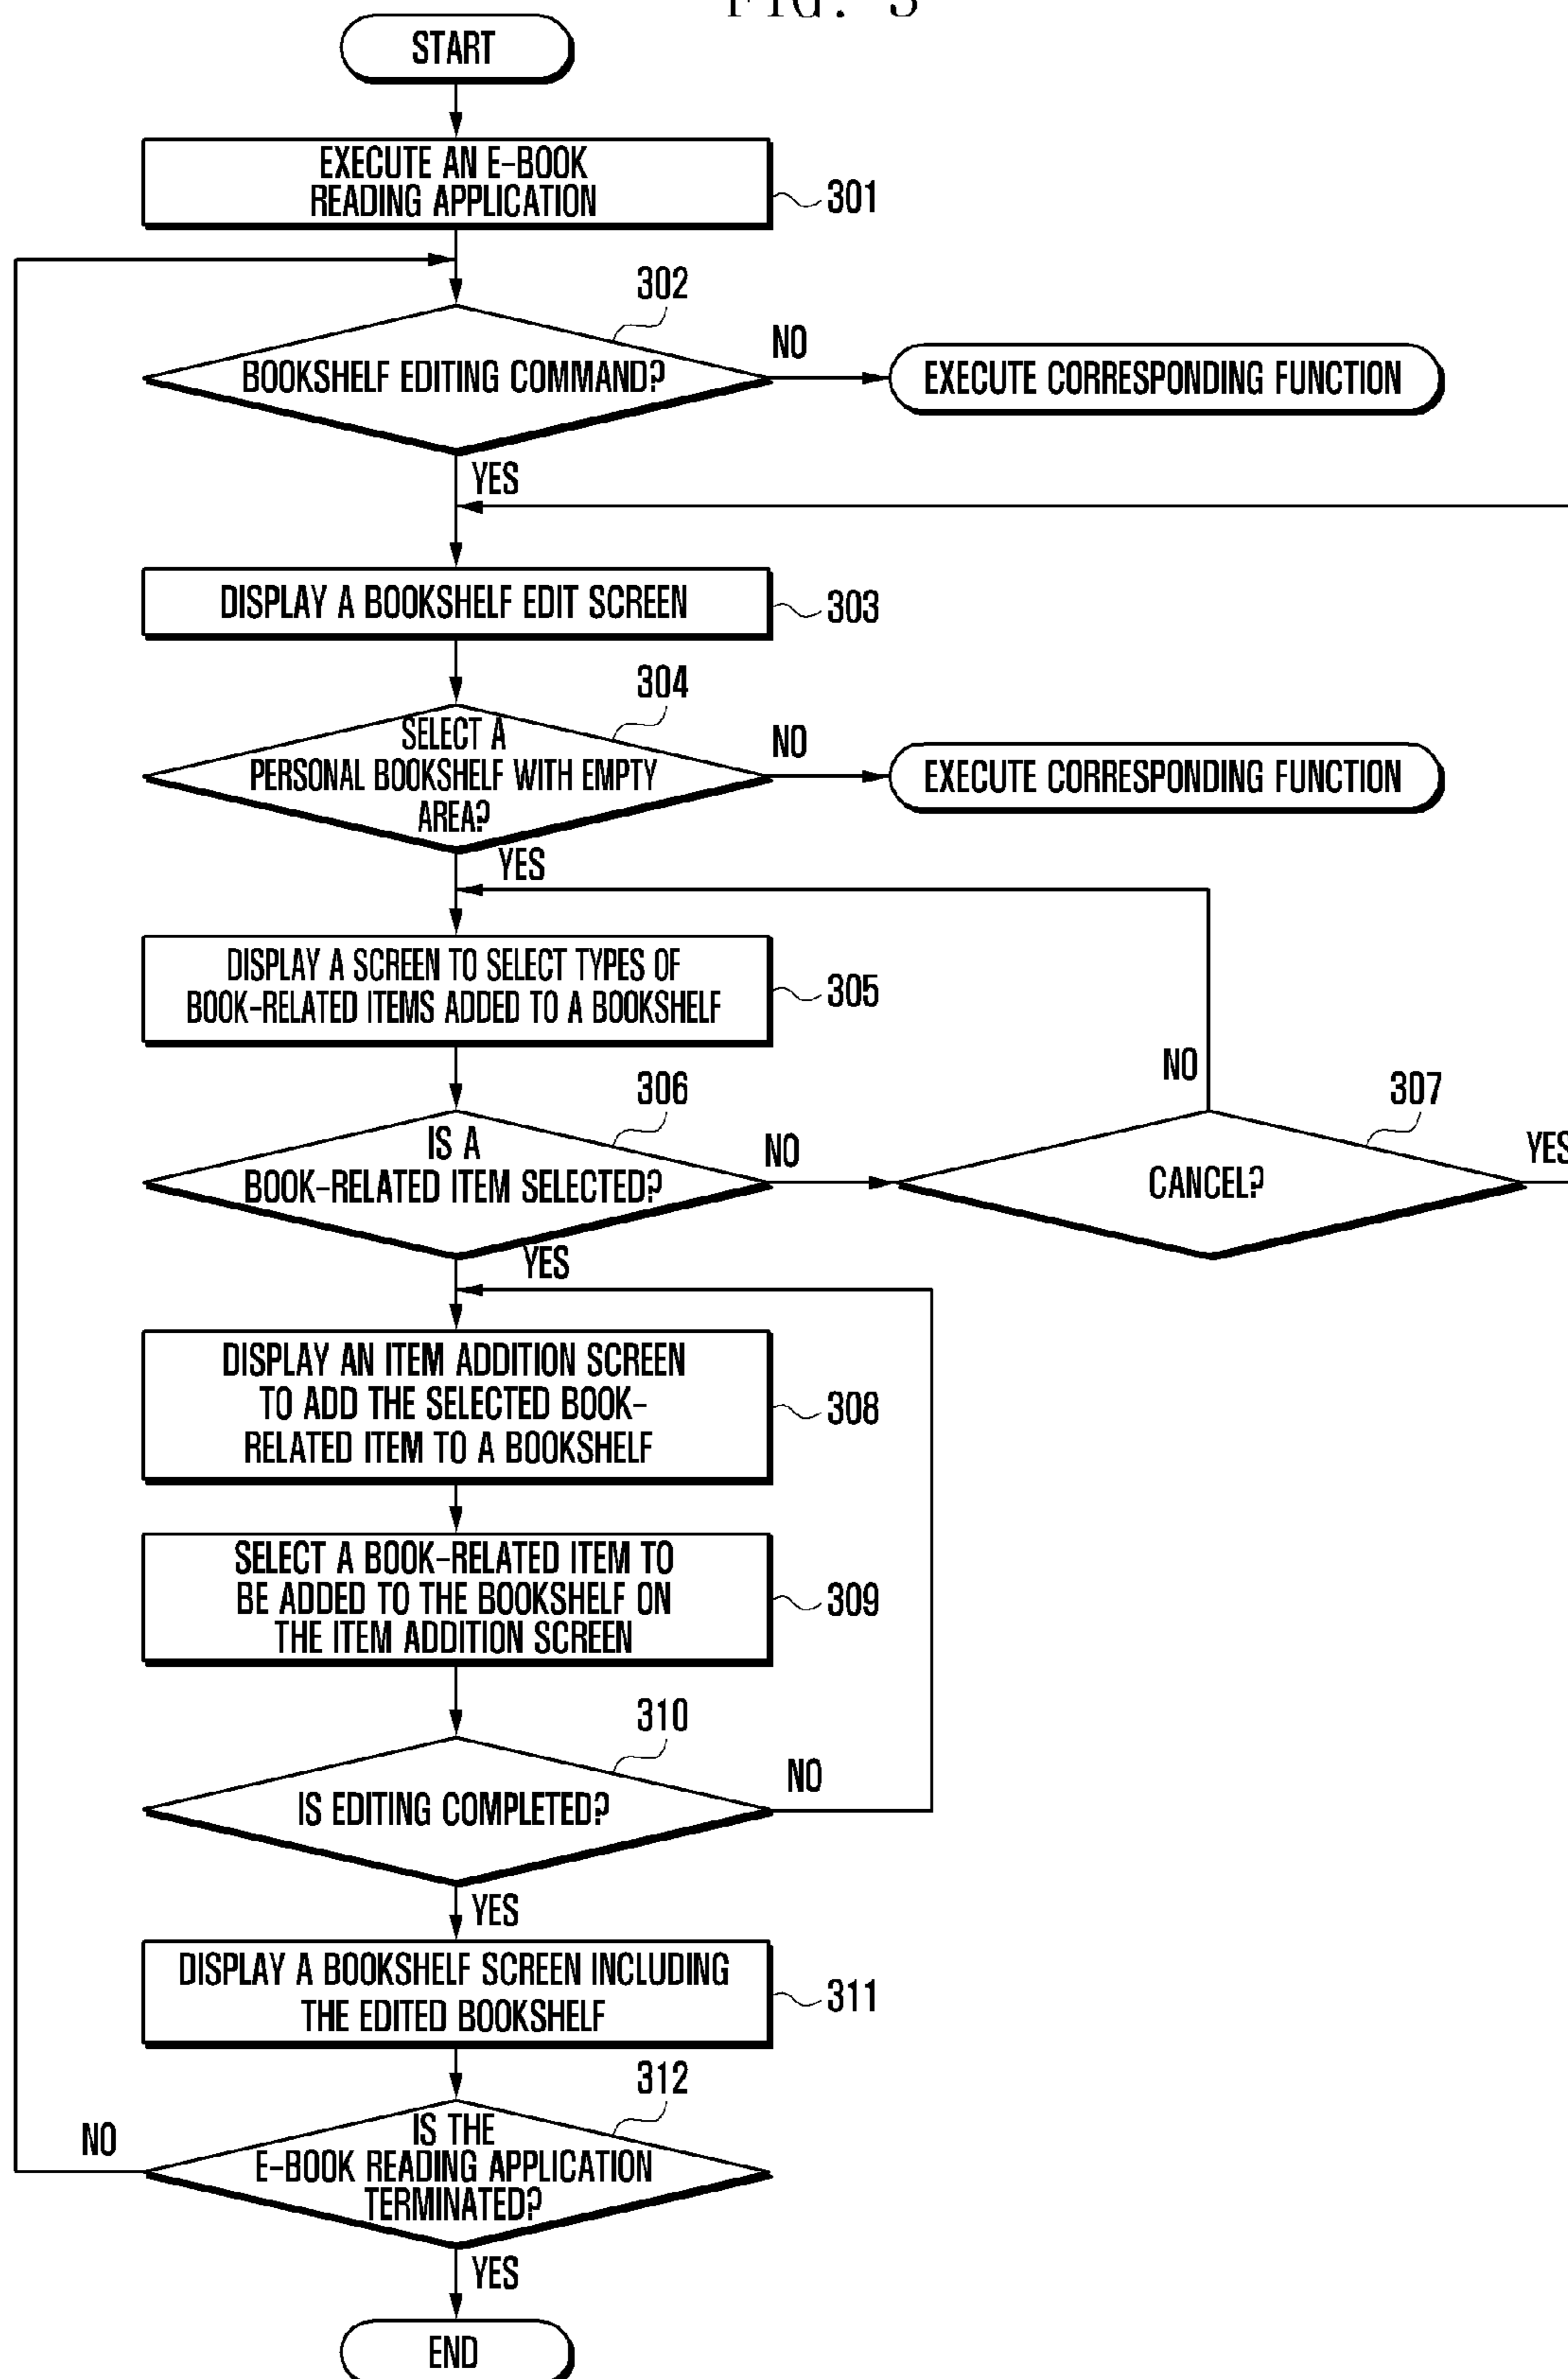 FIG. 3
START
EXECUTE AN E-BOOK
READING APPLICATION
301
302
BOOKSHELF EDITING COMMAND?
NO
EXECUTE CORRESPONDING FUNCTION
YES
DISPLAY A BOOKSHELF EDIT SCREEN
303
304
SELECT A
PERSONAL BOOKSHELF WITH EMPTY
AREA?
NO
EXECUTE CORRESPONDING FUNCTION
YES
DISPLAY A SCREEN TO SELECT TYPES OF
BOOK-RELATED ITEMS ADDED TO A BOOKSHELF
305
306
IS A
BOOK-RELATED ITEM SELECTED?
NO
NO
307
CANCEL?
YES
YES
DISPLAY AN ITEM ADDITION SCREEN
TO ADD THE SELECTED BOOK-
RELATED ITEM TO A BOOKSHELF
308
SELECT A BOOK-RELATED ITEM TO
BE ADDED TO THE BOOKSHELF ON
THE ITEM ADDITION SCREEN
309
310
IS EDITING COMPLETED?
NO
YES
DISPLAY A BOOKSHELF SCREEN INCLUDING
THE EDITED BOOKSHELF
311
312
IS THE
E-BOOK READING APPLICATION
TERMINATED?
NO
YES
END